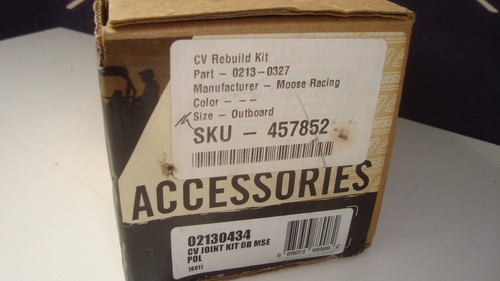 CV Rebuild Kit
Part - 0213-0327
Manufacturer - Moose Racing
Color - - -
Size - Outboard
SKU - 457852
ACCESSORIES
02130434
CV JOINT KIT OB MSE
POL
16011